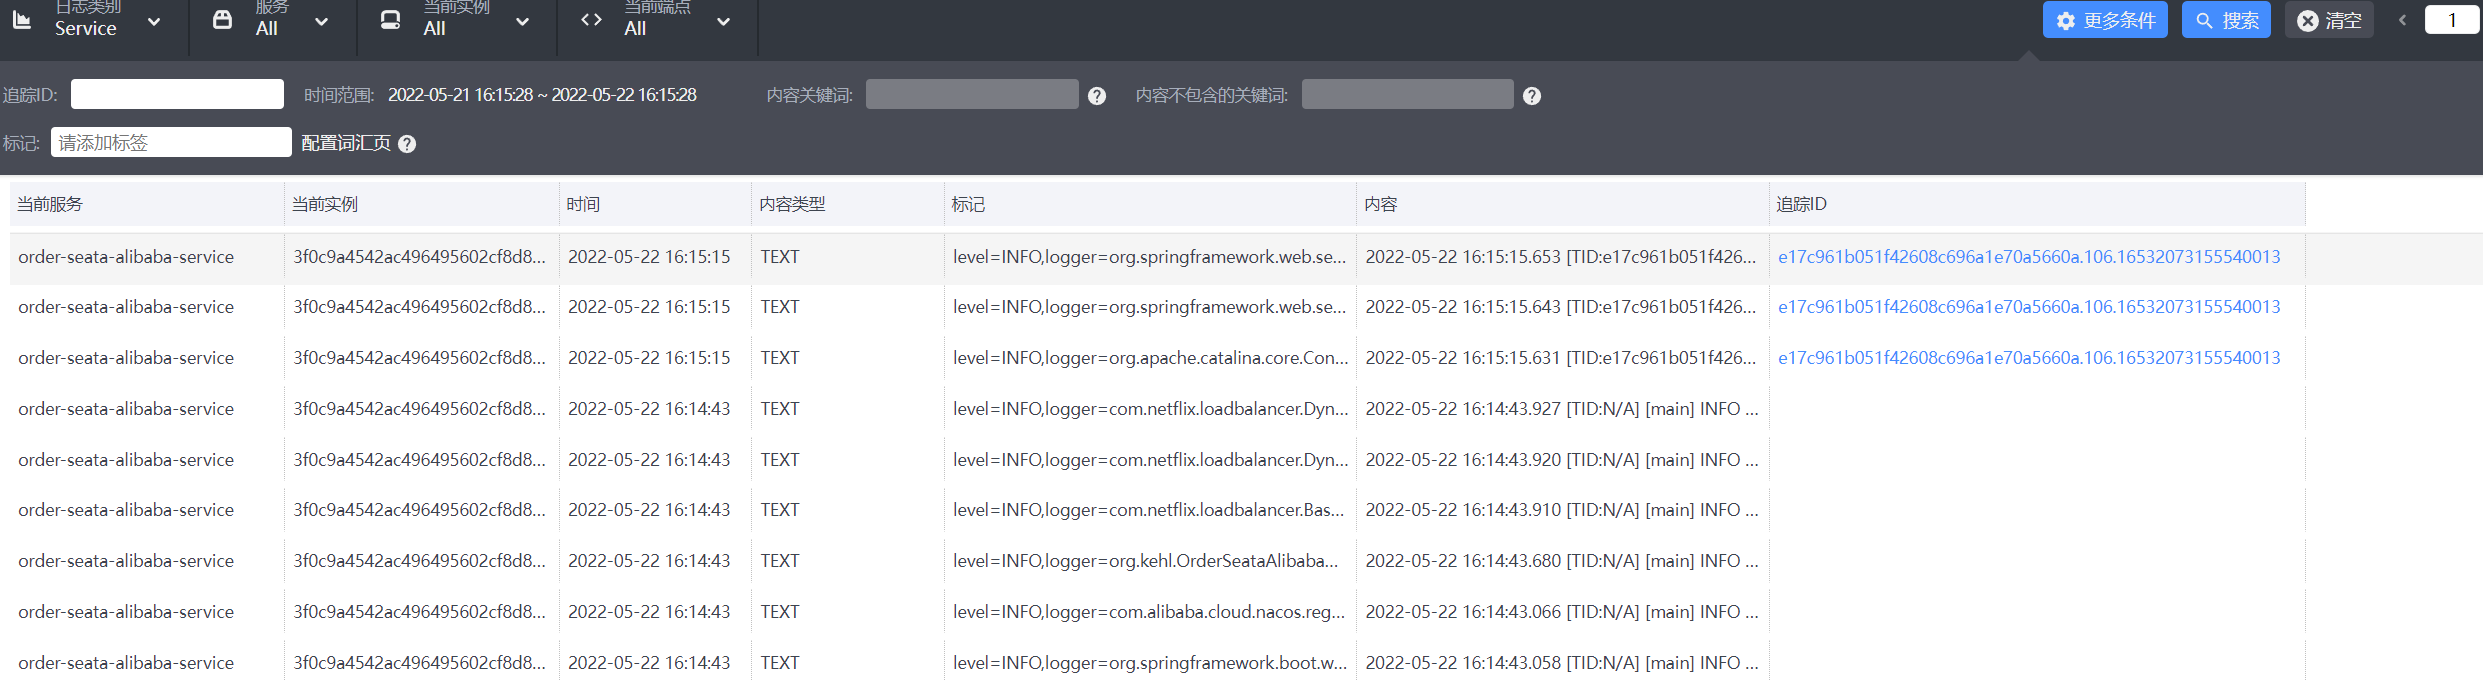 日志类别 服务 当前实例 当前端点
Service All All All 更多条件 搜索 清空 1
追踪ID: 时间范围: 2022-05-21 16:15:28 ~ 2022-05-22 16:15:28 内容关键词: 内容不包含的关键词:
标记: 请添加标签 配置词汇页
当前服务 当前实例 时间 内容类型 标记 内容 追踪ID
order-seata-alibaba-service 3f0c9a4542ac496495602cf8d8... 2022-05-22 16:15:15 TEXT level=INFO,logger=org.springframework.web.se... 2022-05-22 16:15:15.653 [TID:e17c961b051f426... e17c961b051f42608c696a1e70a5660a.106.16532073155540013
order-seata-alibaba-service 3f0c9a4542ac496495602cf8d8... 2022-05-22 16:15:15 TEXT level=INFO,logger=org.springframework.web.se... 2022-05-22 16:15:15.643 [TID:e17c961b051f426... e17c961b051f42608c696a1e70a5660a.106.16532073155540013
order-seata-alibaba-service 3f0c9a4542ac496495602cf8d8... 2022-05-22 16:15:15 TEXT level=INFO,logger=org.apache.catalina.core.Con... 2022-05-22 16:15:15.631 [TID:e17c961b051f426... e17c961b051f42608c696a1e70a5660a.106.16532073155540013
order-seata-alibaba-service 3f0c9a4542ac496495602cf8d8... 2022-05-22 16:14:43 TEXT level=INFO,logger=com.netflix.loadbalancer.Dyn... 2022-05-22 16:14:43.927 [TID:N/A] [main] INFO ...
order-seata-alibaba-service 3f0c9a4542ac496495602cf8d8... 2022-05-22 16:14:43 TEXT level=INFO,logger=com.netflix.loadbalancer.Dyn... 2022-05-22 16:14:43.920 [TID:N/A] [main] INFO ...
order-seata-alibaba-service 3f0c9a4542ac496495602cf8d8... 2022-05-22 16:14:43 TEXT level=INFO,logger=com.netflix.loadbalancer.Bas... 2022-05-22 16:14:43.910 [TID:N/A] [main] INFO ...
order-seata-alibaba-service 3f0c9a4542ac496495602cf8d8... 2022-05-22 16:14:43 TEXT level=INFO,logger=org.kehl.OrderSeataAlibaba... 2022-05-22 16:14:43.680 [TID:N/A] [main] INFO ...
order-seata-alibaba-service 3f0c9a4542ac496495602cf8d8... 2022-05-22 16:14:43 TEXT level=INFO,logger=com.alibaba.cloud.nacos.reg... 2022-05-22 16:14:43.066 [TID:N/A] [main] INFO ...
order-seata-alibaba-service 3f0c9a4542ac496495602cf8d8... 2022-05-22 16:14:43 TEXT level=INFO,logger=org.springframework.boot.w... 2022-05-22 16:14:43.058 [TID:N/A] [main] INFO ...